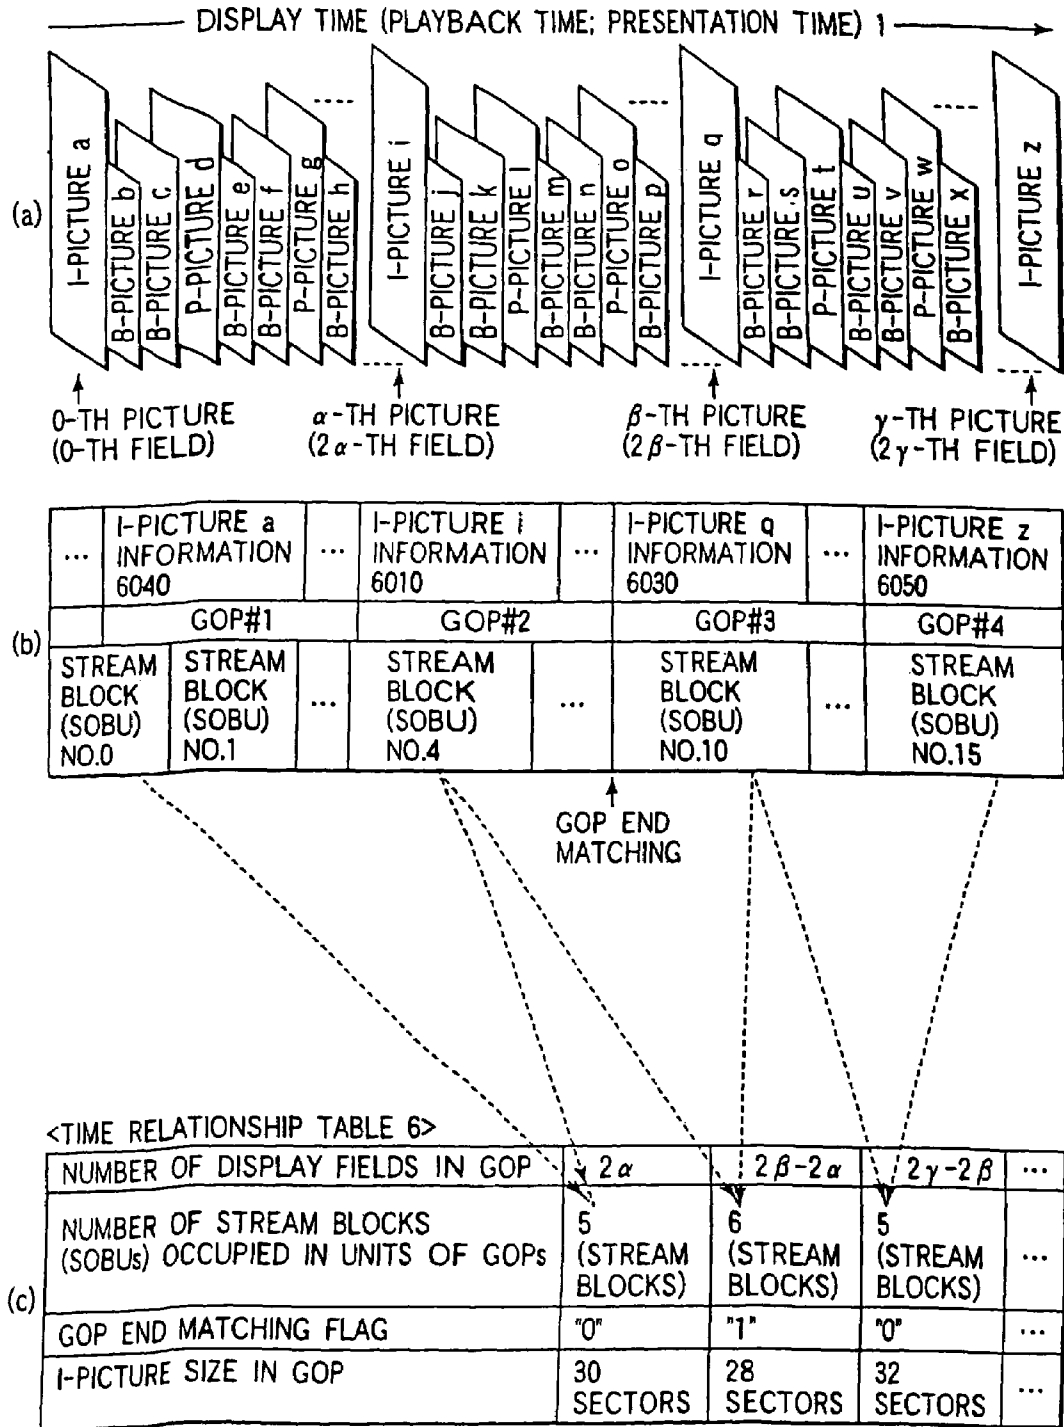 DISPLAY TIME (PLAYBACK TIME; PRESENTATION TIME) 1
(a)
I-PICTURE a
B-PICTURE b
B-PICTURE c
P-PICTURE d
B-PICTURE e
B-PICTURE f
P-PICTURE g
B-PICTURE h
I-PICTURE i
B-PICTURE j
B-PICTURE k
P-PICTURE l
B-PICTURE m
B-PICTURE n
P-PICTURE o
B-PICTURE p
I-PICTURE q
B-PICTURE r
B-PICTURE s
P-PICTURE t
B-PICTURE u
B-PICTURE v
P-PICTURE w
B-PICTURE x
I-PICTURE z
0-TH PICTURE
(0-TH FIELD)
α-TH PICTURE
(2α-TH FIELD)
β-TH PICTURE
(2β-TH FIELD)
γ-TH PICTURE
(2γ-TH FIELD)
(b)
... I-PICTURE a INFORMATION 6040 ... I-PICTURE i INFORMATION 6010 ... I-PICTURE q INFORMATION 6030 ... I-PICTURE z INFORMATION 6050
GOP#1 GOP#2 GOP#3 GOP#4
STREAM BLOCK (SOBU) NO.0
STREAM BLOCK (SOBU) NO.1
...
STREAM BLOCK (SOBU) NO.4
...
STREAM BLOCK (SOBU) NO.10
...
STREAM BLOCK (SOBU) NO.15
GOP END
MATCHING
<TIME RELATIONSHIP TABLE 6>
(c)
NUMBER OF DISPLAY FIELDS IN GOP 2α 2β-2α 2γ-2β ...
NUMBER OF STREAM BLOCKS
(SOBUs) OCCUPIED IN UNITS OF GOPs
5 (STREAM BLOCKS)
6 (STREAM BLOCKS)
5 (STREAM BLOCKS)
...
GOP END MATCHING FLAG "0" "1" "0" ...
I-PICTURE SIZE IN GOP
30 SECTORS
28 SECTORS
32 SECTORS
...